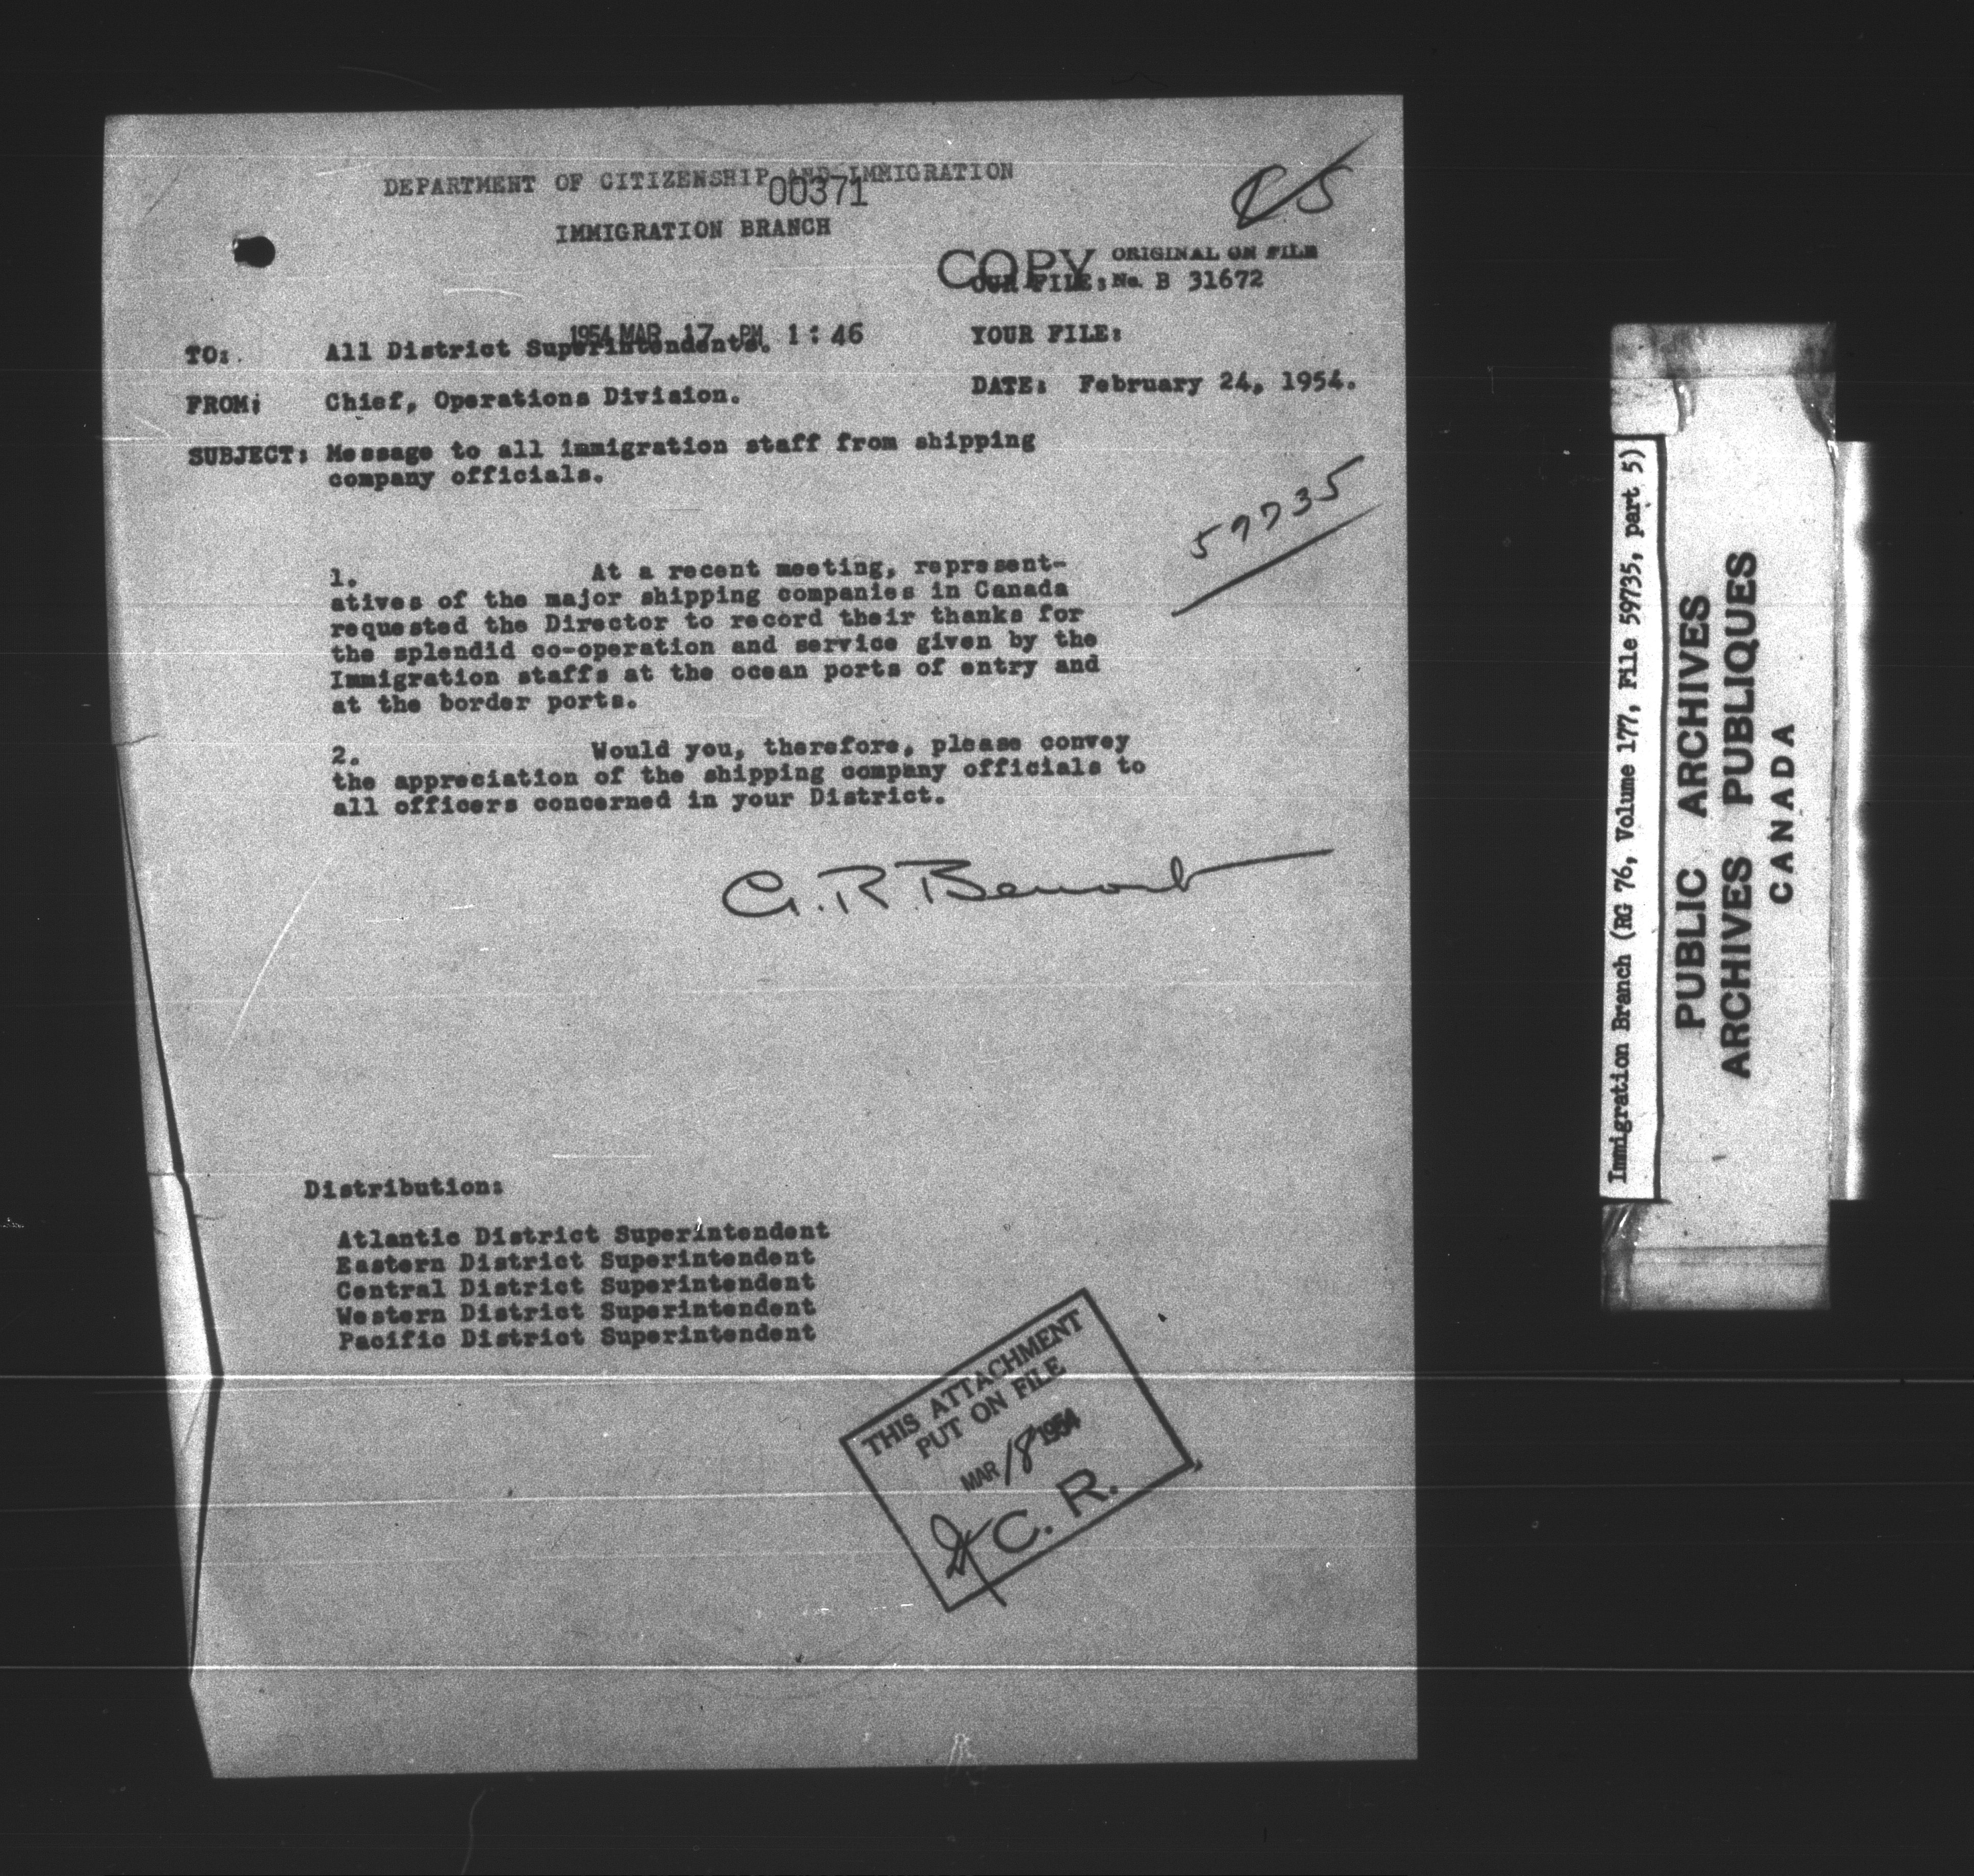 DEPARTMENT OF CITIZENSHIP AND IMMIGRATION
00371
IMMIGRATION BRANCH
COPY ORIGINAL ON FILE
OUR FILE: No. B 31672
1954 MAR 17 PM 1:46
TO: All District Superintendents.
YOUR FILE:
FROM: Chief, Operations Division.
DATE: February 24, 1954.
SUBJECT: Message to all immigration staff from shipping
company officials.
59735
1. At a recent meeting, represent-
atives of the major shipping companies in Canada
requested the Director to record their thanks for
the splendid co-operation and service given by the
Immigration staffs at the ocean ports of entry and
at the border ports.
2. Would you, therefore, please convey
the appreciation of the shipping company officials to
all officers concerned in your District.
G.R. Benoit
Distribution:
Atlantic District Superintendent
Eastern District Superintendent
Central District Superintendent
Western District Superintendent
Pacific District Superintendent
THIS ATTACHMENT
PUT ON FILE
MAR 18 1954
C. R.
Immigration Branch (RG 76, Volume 177, File 59735, part 5)
PUBLIC ARCHIVES
ARCHIVES PUBLIQUES
CANADA